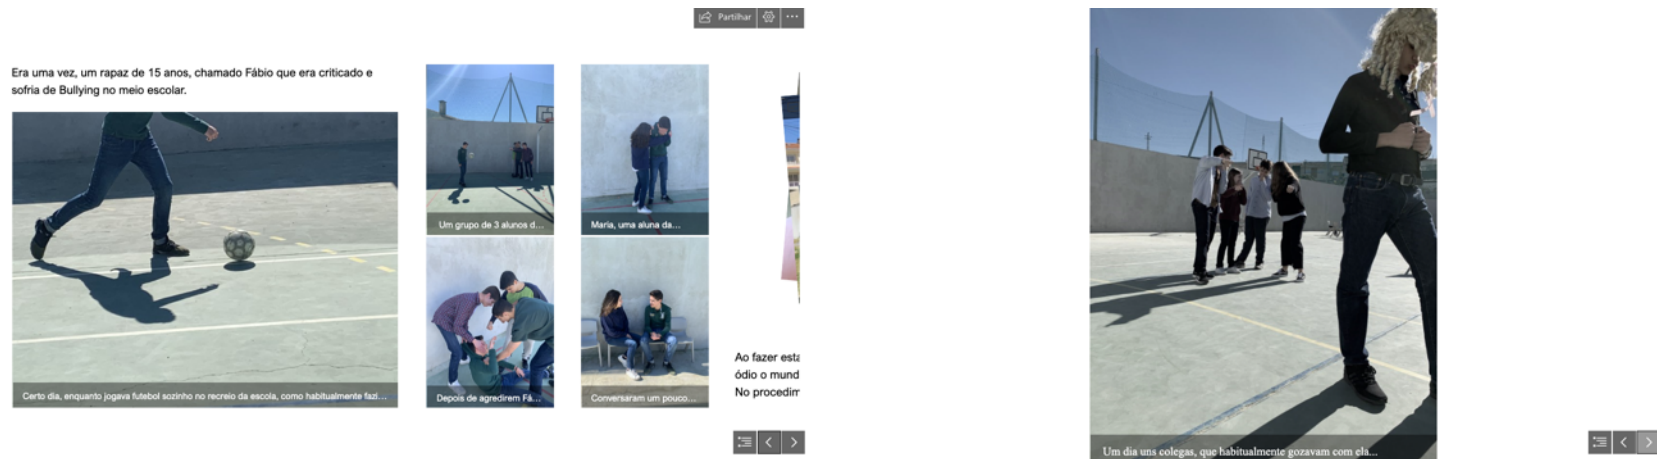 Partilhar
Era uma vez, um rapaz de 15 anos, chamado Fábio que era criticado e
sofria de Bullying no meio escolar.
Certo dia, enquanto jogava futebol sozinho no recreio da escola, como habitualmente fazi...
Um grupo de 3 alunos d...
Maria, uma aluna da...
Depois de agredirem Fá...
Conversaram um pouco...
Ao fazer esta
ódio o mund
No procedim
Um dia uns colegas, que habitualmente gozavam com ela...